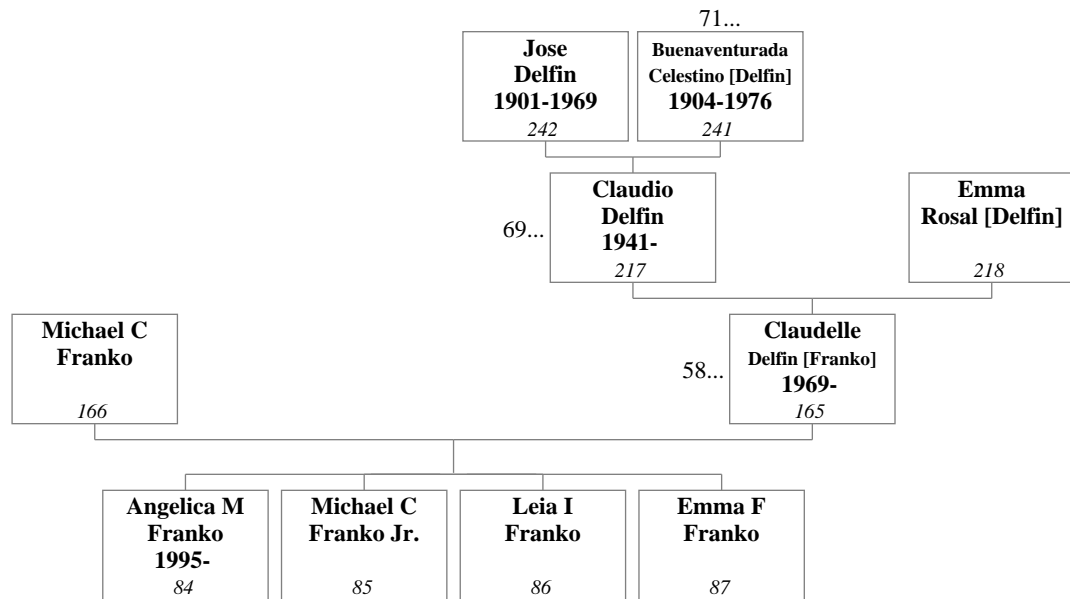 71...
Jose
Delfin
1901-1969
242
Buenaventurada
Celestino [Delfin]
1904-1976
241
69...
Claudio
Delfin
1941-
217
Emma
Rosal [Delfin]
218
Michael C
Franko
166
58...
Claudelle
Delfin [Franko]
1969-
165
Angelica M
Franko
1995-
84
Michael C
Franko Jr.
85
Leia I
Franko
86
Emma F
Franko
87